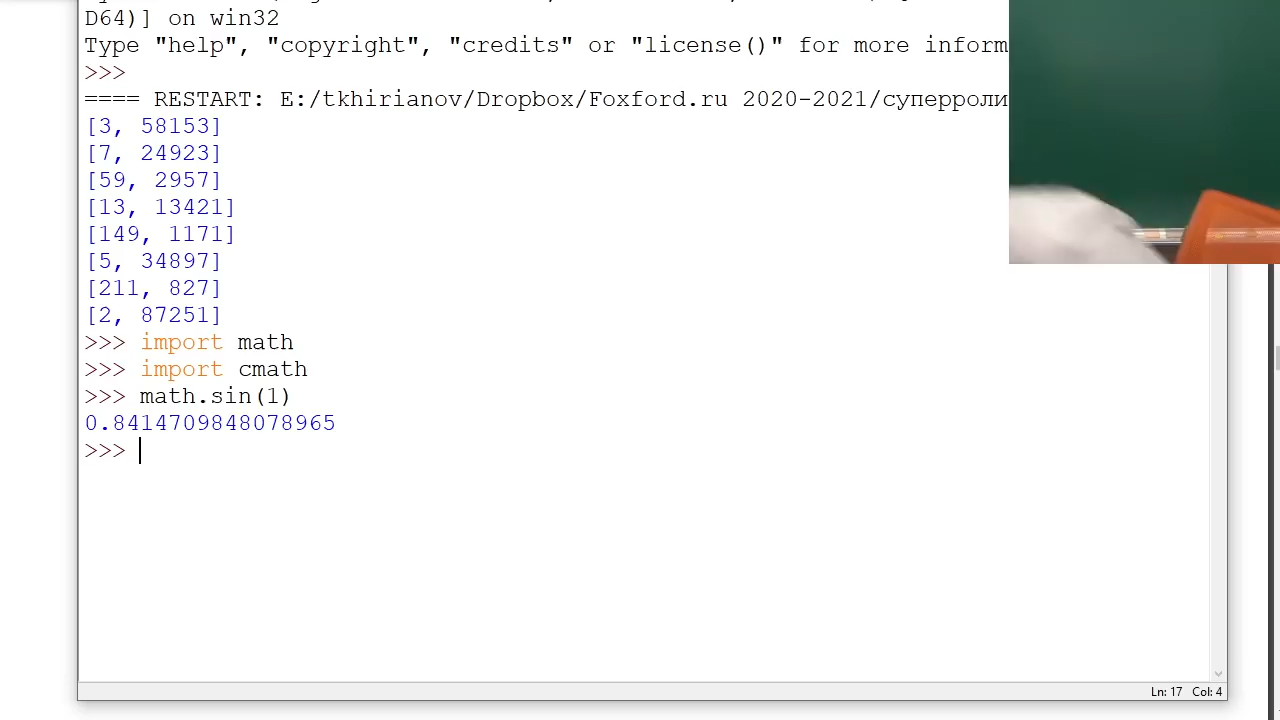 D64)] on win32
Type "help", "copyright", "credits" or "license()" for more inform
>>>
==== RESTART: E:/tkhirianov/Dropbox/Foxford.ru 2020-2021/суперроли
[3, 58153]
[7, 24923]
[59, 2957]
[13, 13421]
[149, 1171]
[5, 34897]
[211, 827]
[2, 87251]
>>> import math
>>> import cmath
>>> math.sin(1)
0.8414709848078965
>>>
Ln: 17 Col: 4